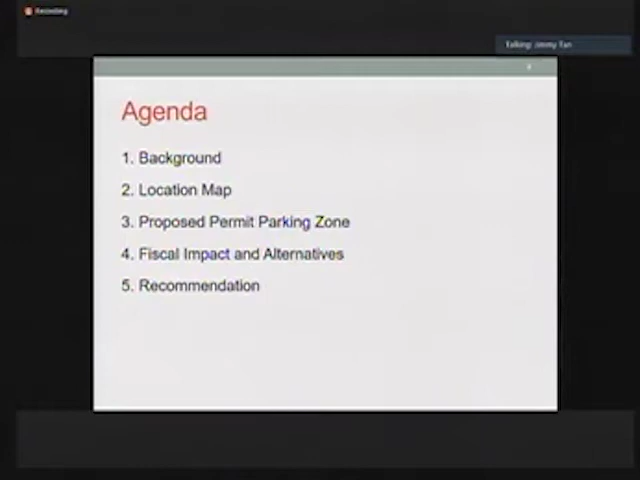 Recording
Talking: Jimmy Tan
Agenda
1. Background
2. Location Map
3. Proposed Permit Parking Zone
4. Fiscal Impact and Alternatives
5. Recommendation